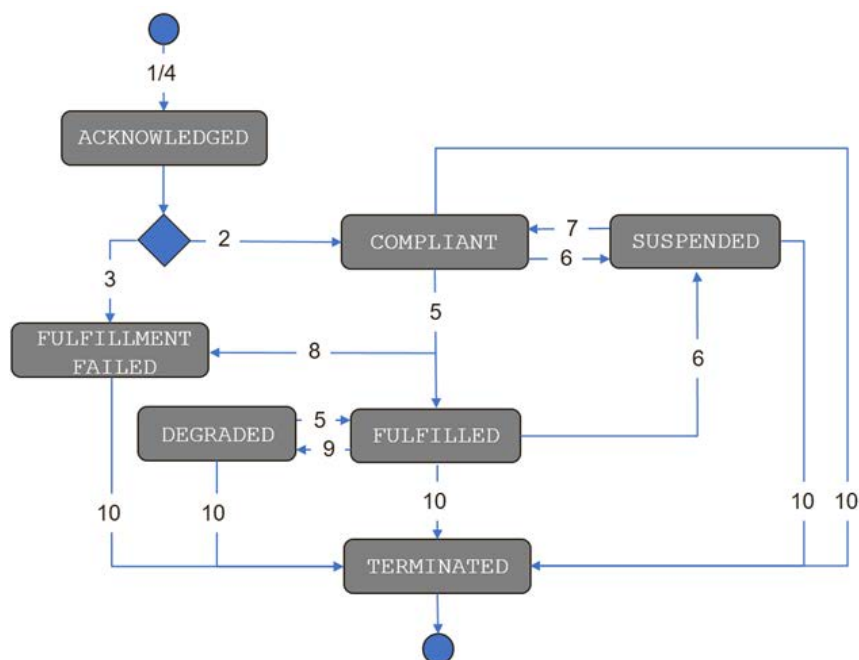 1/4
ACKNOWLEDGED
2
COMPLIANT
7
6
SUSPENDED
3
5
FULFILLMENT
FAILED
8
6
DEGRADED
5
9
FULFILLED
10
10
10
10
10
TERMINATED